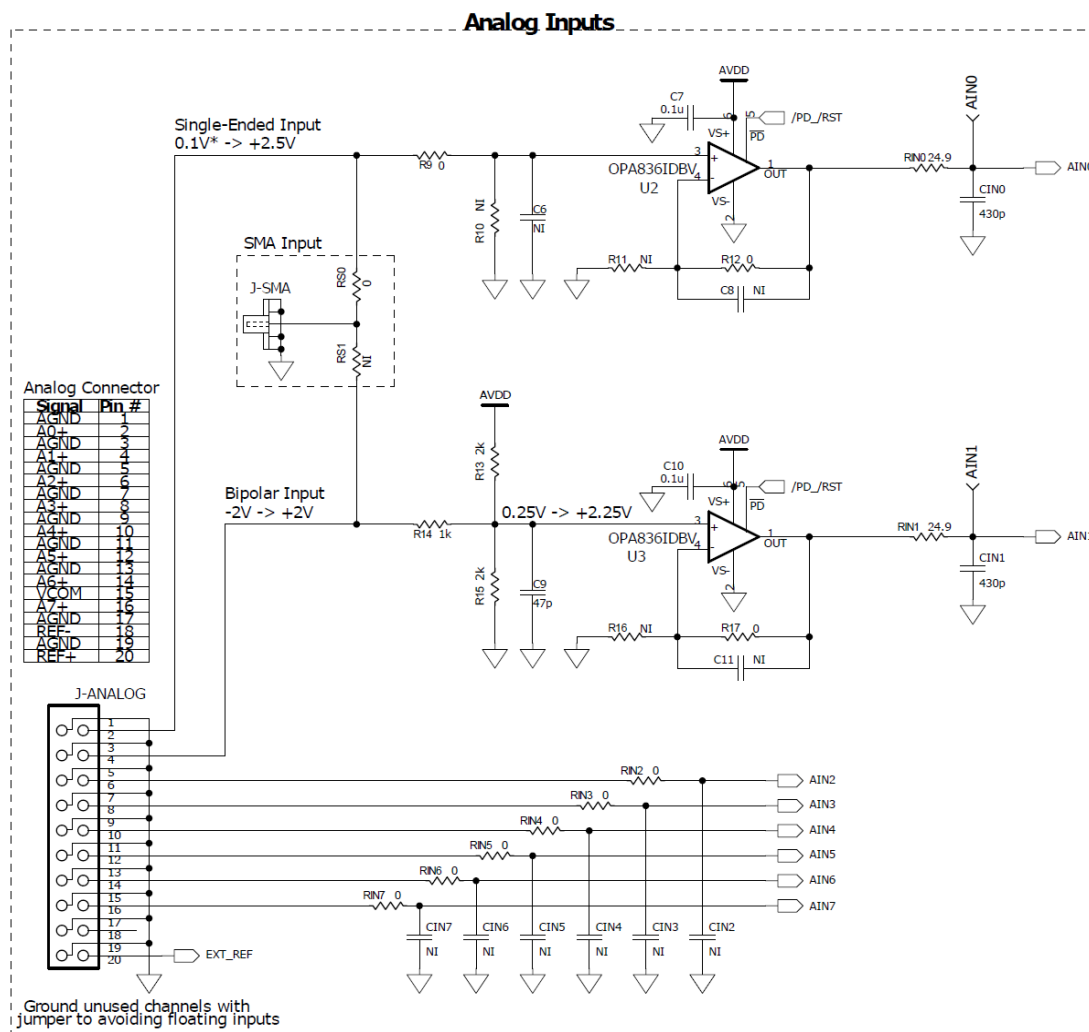 Analog Inputs
AVDD
C7
0.1u
6
5
/PD_/RST
VS+
PD
AIN0
Single-Ended Input
0.1V* -> +2.5V
R9 0
3
+
4
-
1
OUT
OPA836IDBV
U2
VS-
2
RIN0 24.9
AIN0
CIN0
430p
R10 NI
C6
NI
R11 NI
R12 0
C8 NI
SMA Input
J-SMA
RS0
0
RS1
NI
Analog Connector
Signal Pin #
AGND 1
A0+ 2
AGND 3
A1+ 4
AGND 5
A2+ 6
AGND 7
A3+ 8
AGND 9
A4+ 10
AGND 11
A5+ 12
AGND 13
A6+ 14
VCOM 15
A7+ 16
AGND 17
REF- 18
AGND 19
REF+ 20
AVDD
R13 2k
AVDD
C10
0.1u
6
5
/PD_/RST
VS+
PD
AIN1
Bipolar Input
-2V -> +2V
R14 1k
0.25V -> +2.25V
3
+
4
-
1
OUT
OPA836IDBV
U3
VS-
2
RIN1 24.9
AIN1
CIN1
430p
R15 2k
C9
47p
R16 NI
R17 0
C11 NI
J-ANALOG
1
2
3
4
5
6
7
8
9
10
11
12
13
14
15
16
17
18
19
20
RIN2 0
AIN2
RIN3 0
AIN3
RIN4 0
AIN4
RIN5 0
AIN5
RIN6 0
AIN6
RIN7 0
AIN7
CIN7
NI
CIN6
NI
CIN5
NI
CIN4
NI
CIN3
NI
CIN2
NI
EXT_REF
Ground unused channels with
jumper to avoiding floating inputs